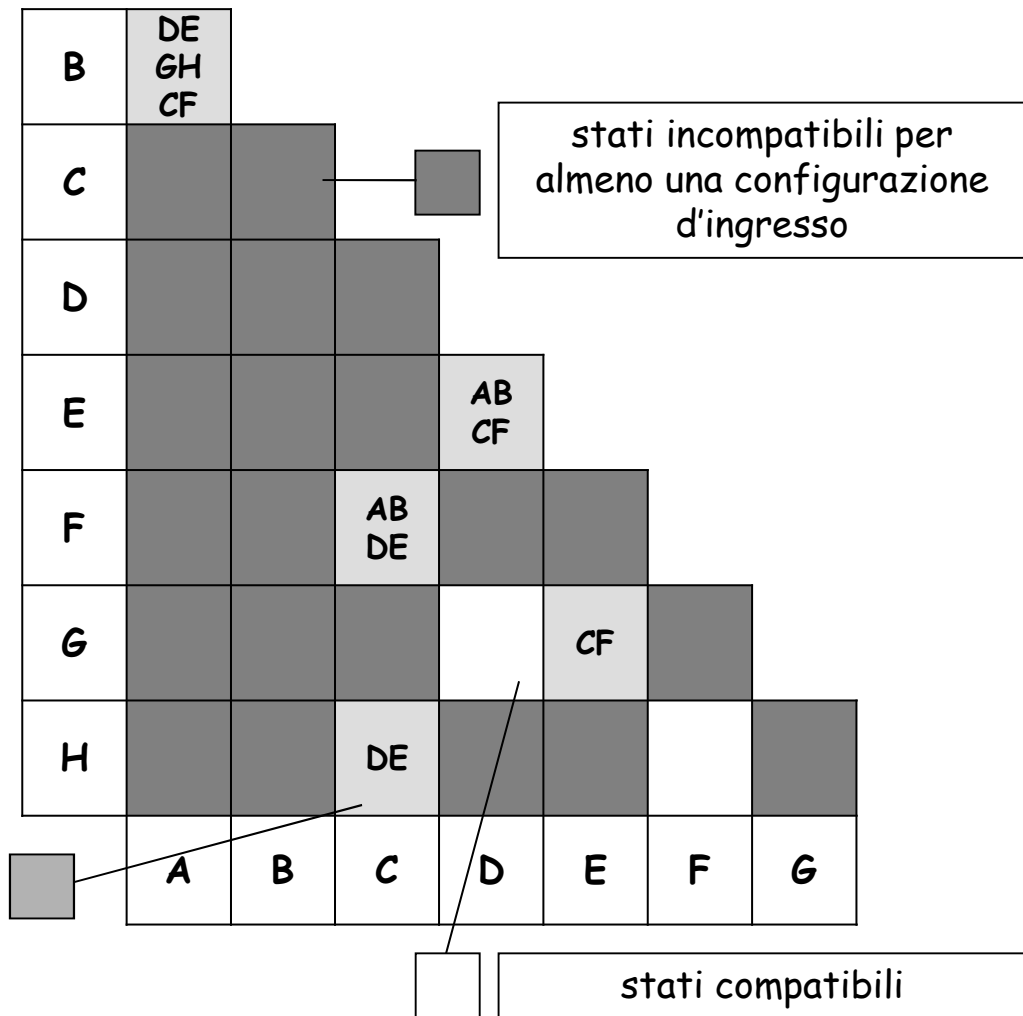 B
DE
GH
CF
C
stati incompatibili per
almeno una configurazione
d'ingresso
D
E
AB
CF
F
AB
DE
G
CF
H
DE
A B C D E F G
stati compatibili